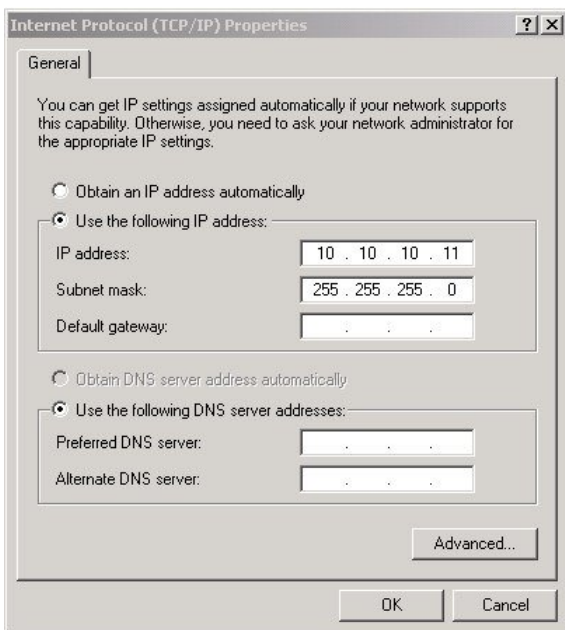 Internet Protocol (TCP/IP) Properties
General
You can get IP settings assigned automatically if your network supports
this capability. Otherwise, you need to ask your network administrator for
the appropriate IP settings.
Obtain an IP address automatically
Use the following IP address:
IP address: 10 . 10 . 10 . 11
Subnet mask: 255 . 255 . 255 . 0
Default gateway: . . .
Obtain DNS server address automatically
Use the following DNS server addresses:
Preferred DNS server: . . .
Alternate DNS server: . . .
Advanced...
OK Cancel